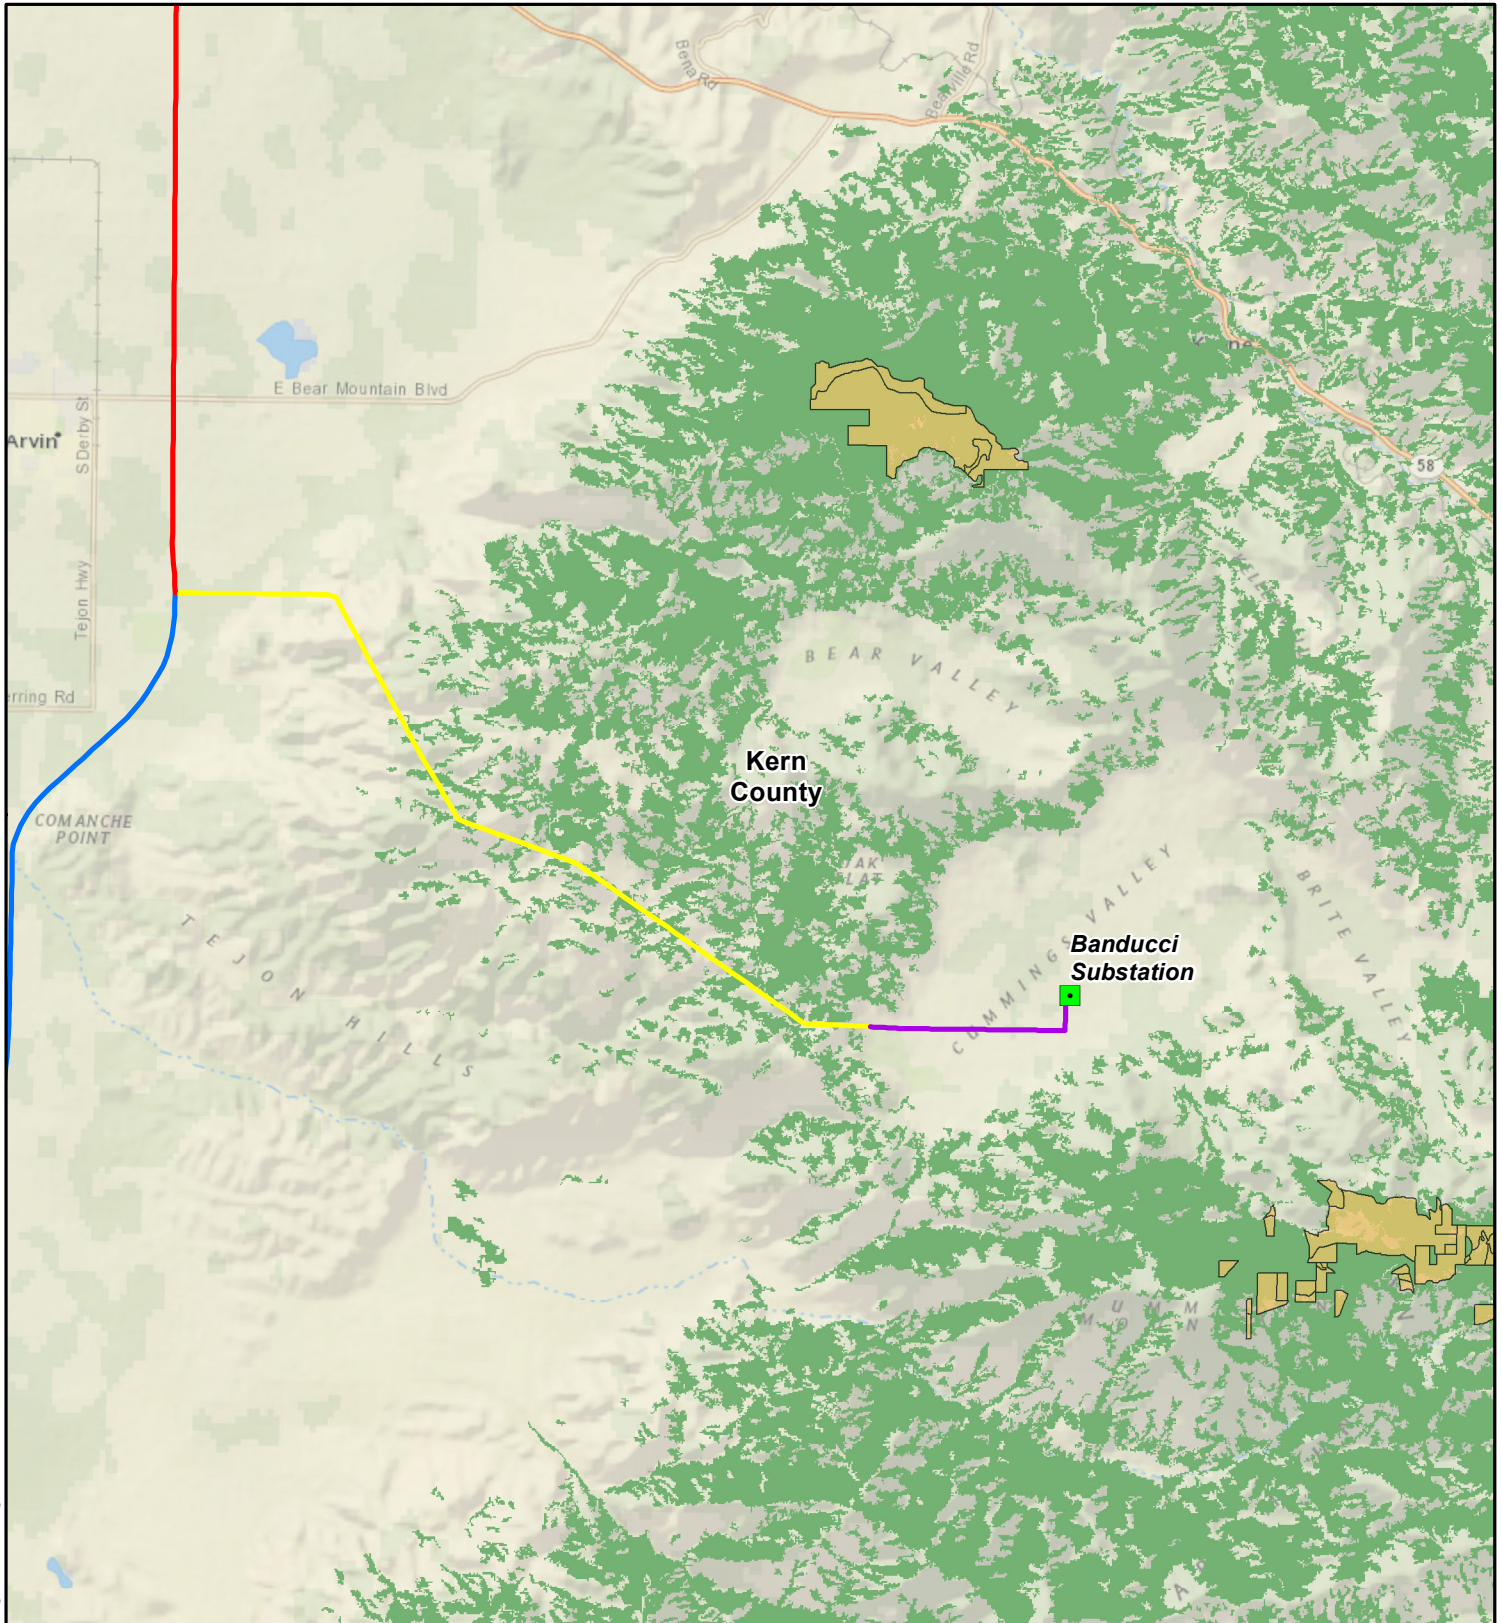 Bena Rd
Bealville Rd
E Bear Mountain Blvd
Arvin
S Derby St
58
Tejon Hwy
BEAR VALLEY
erring Rd
Kern
County
COMANCHE
POINT
CUMMINGS VALLEY
BRITE VALLEY
Banducci
Substation
TEJON HILLS